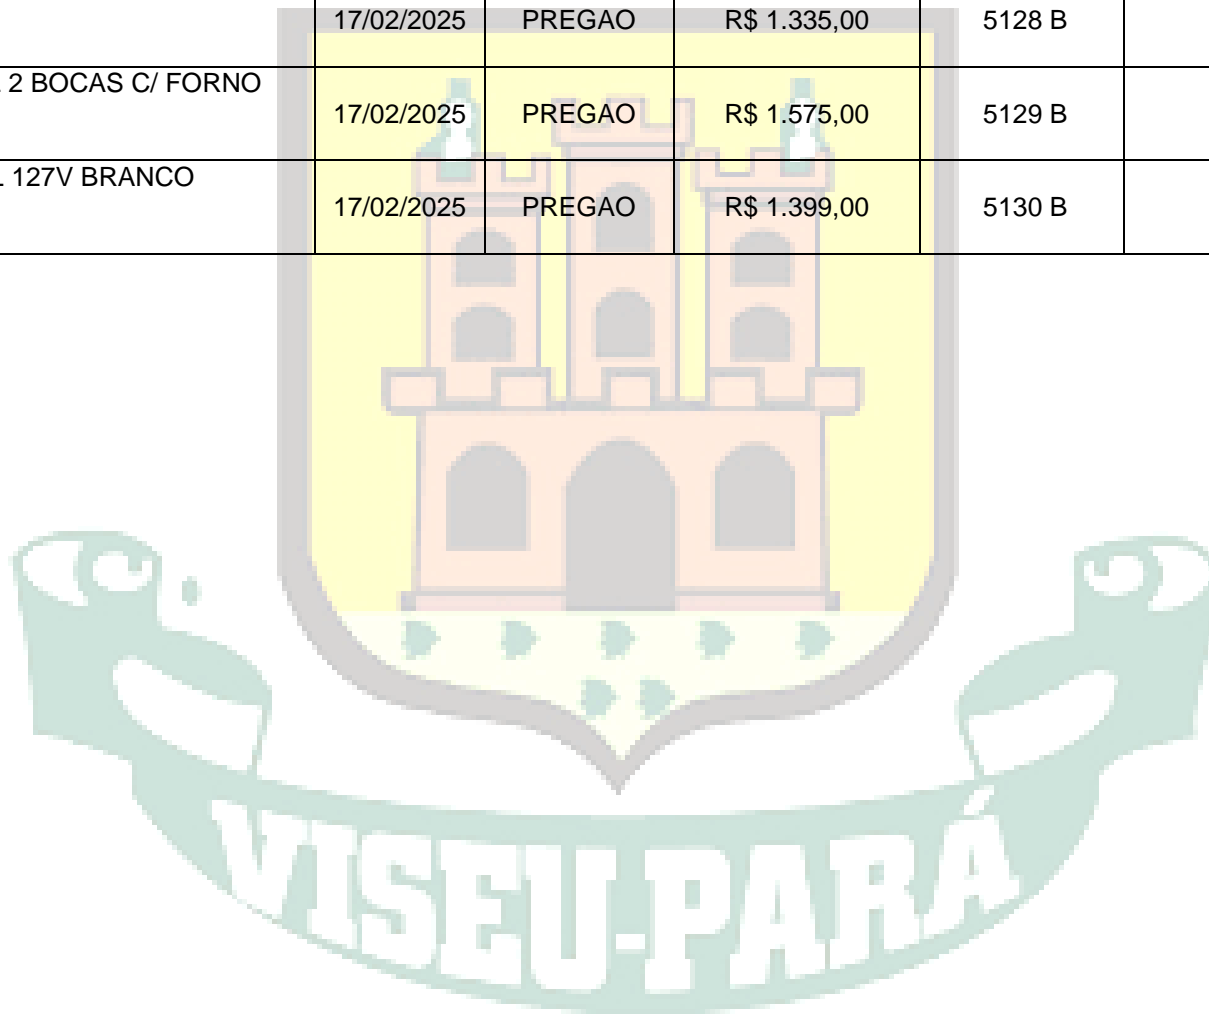 17/02/2025 PREGAO R$ 1.335,00 5128 B
2 BOCAS C/ FORNO
17/02/2025 PREGAO R$ 1.575,00 5129 B
127V BRANCO
17/02/2025 PREGAO R$ 1.399,00 5130 B
VISEU-PARÁ